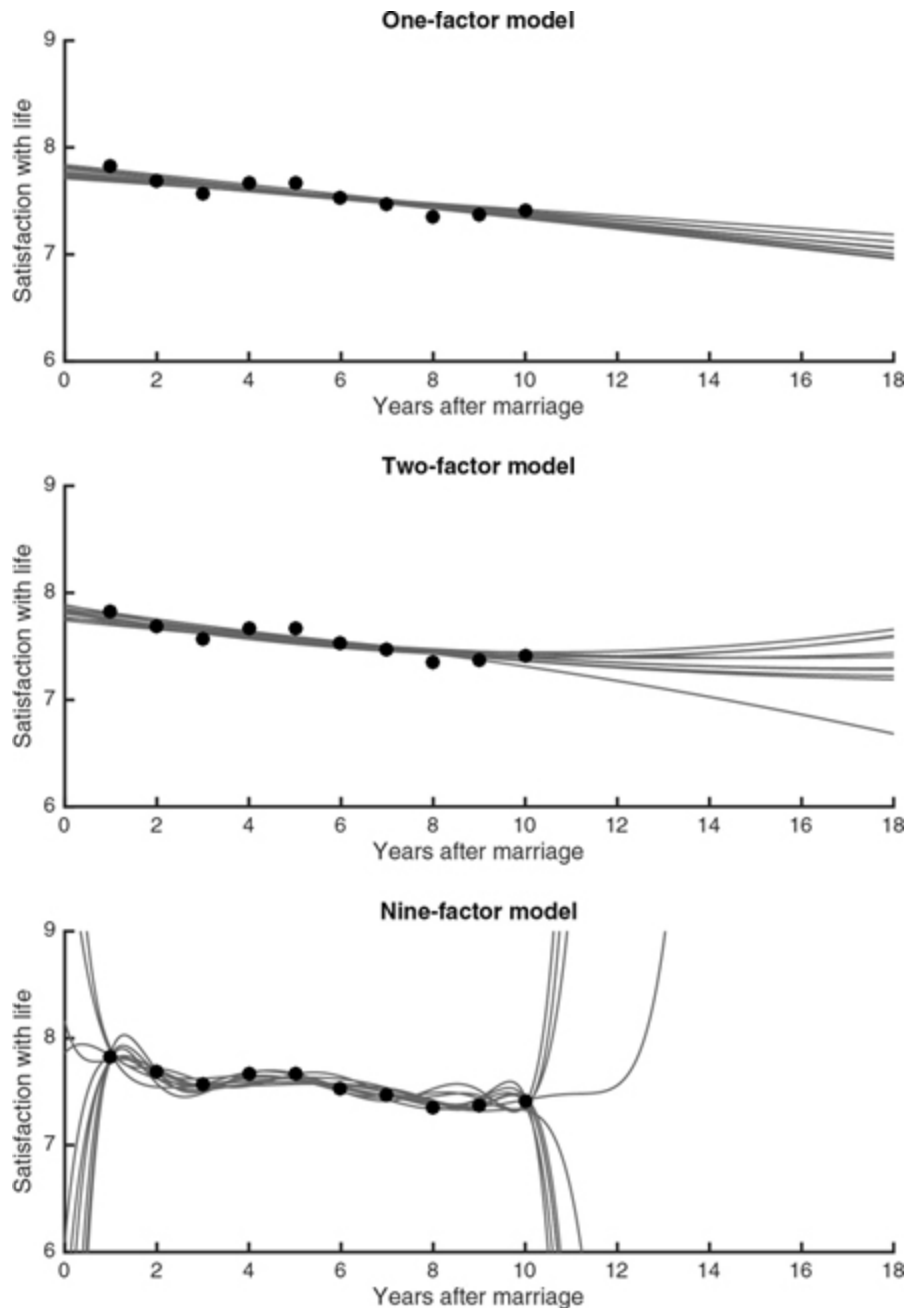 One-factor model
9
8
7
6
Satisfaction with life
0 2 4 6 8 10 12 14 16 18
Years after marriage
Two-factor model
9
8
7
6
Satisfaction with life
0 2 4 6 8 10 12 14 16 18
Years after marriage
Nine-factor model
9
8
7
6
Satisfaction with life
0 2 4 6 8 10 12 14 16 18
Years after marriage